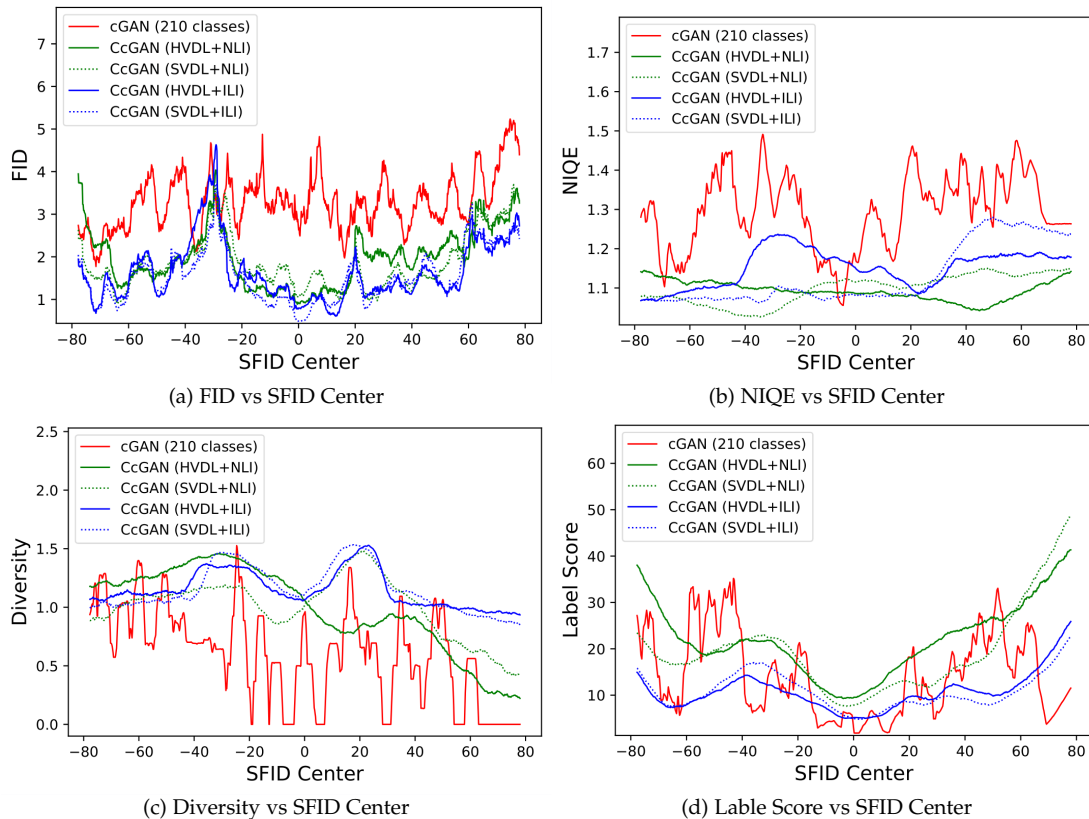 7
6
5
4
3
2
1
FID
cGAN (210 classes)
CcGAN (HVDL+NLI)
CcGAN (SVDL+NLI)
CcGAN (HVDL+ILI)
CcGAN (SVDL+ILI)
−80 −60 −40 −20 0 20 40 60 80
SFID Center
(a) FID vs SFID Center
1.7
1.6
1.5
1.4
1.3
1.2
1.1
NIQE
cGAN (210 classes)
CcGAN (HVDL+NLI)
CcGAN (SVDL+NLI)
CcGAN (HVDL+ILI)
CcGAN (SVDL+ILI)
−80 −60 −40 −20 0 20 40 60 80
SFID Center
(b) NIQE vs SFID Center
2.5
2.0
1.5
1.0
0.5
0.0
Diversity
cGAN (210 classes)
CcGAN (HVDL+NLI)
CcGAN (SVDL+NLI)
CcGAN (HVDL+ILI)
CcGAN (SVDL+ILI)
−80 −60 −40 −20 0 20 40 60 80
SFID Center
(c) Diversity vs SFID Center
60
50
40
30
20
10
Label Score
cGAN (210 classes)
CcGAN (HVDL+NLI)
CcGAN (SVDL+NLI)
CcGAN (HVDL+ILI)
CcGAN (SVDL+ILI)
−80 −60 −40 −20 0 20 40 60 80
SFID Center
(d) Lable Score vs SFID Center